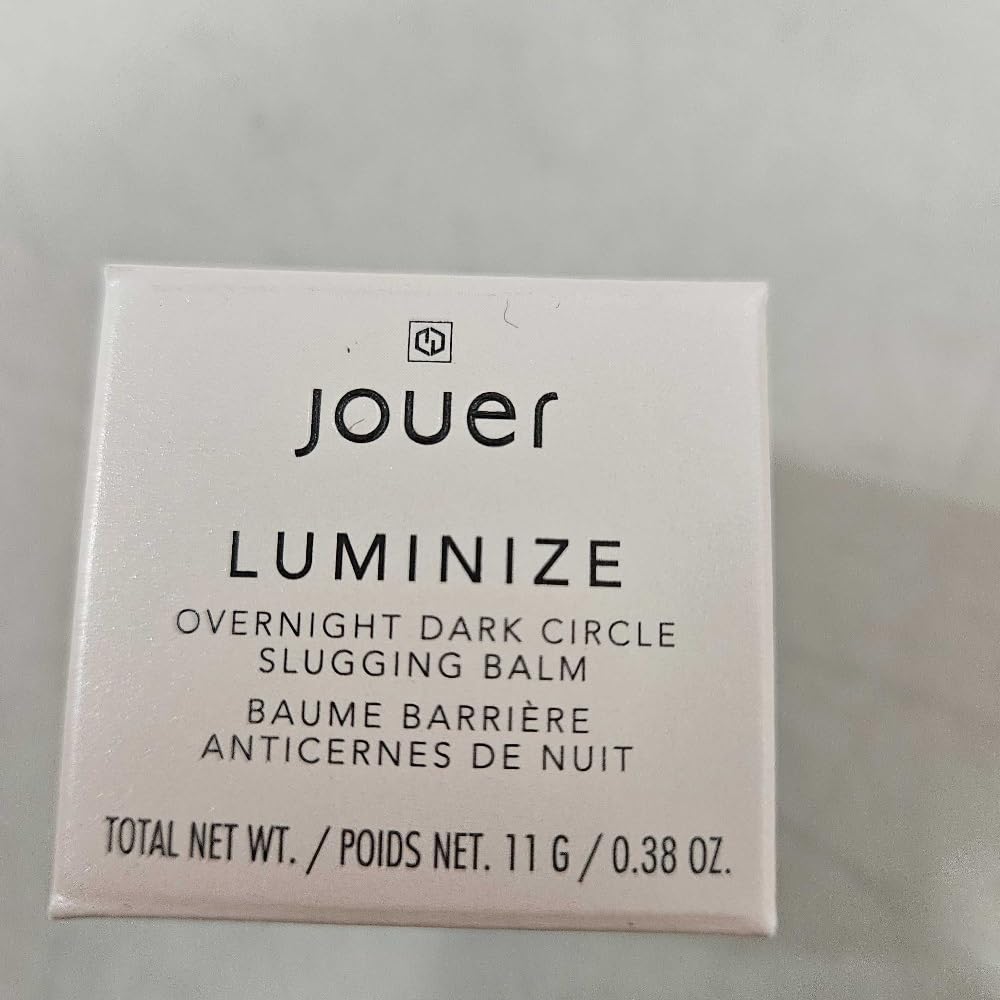 jouer
LUMINIZE
OVERNIGHT DARK CIRCLE
SLUGGING BALM
BAUME BARRIÈRE
ANTICERNES DE NUIT
TOTAL NET WT. / POIDS NET. 11 G / 0.38 OZ.